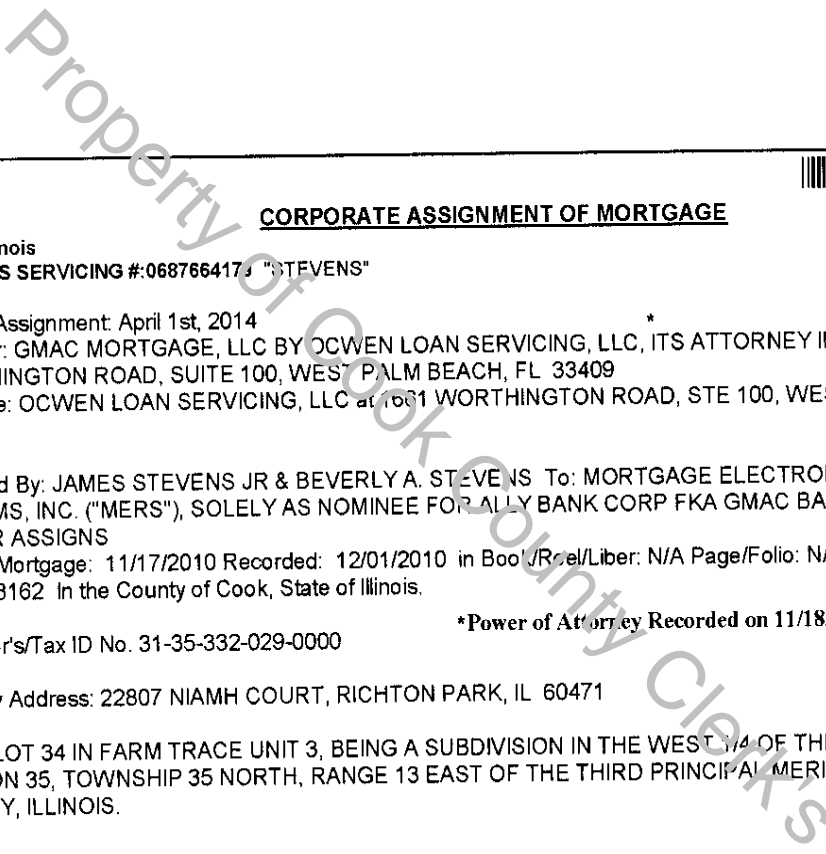 CORPORATE ASSIGNMENT OF MORTGAGE
nois
S SERVICING #:0687664179 "STEVENS"
Assignment: April 1st, 2014 *
r: GMAC MORTGAGE, LLC BY OCWEN LOAN SERVICING, LLC, ITS ATTORNEY I
INGTON ROAD, SUITE 100, WEST PALM BEACH, FL 33409
e: OCWEN LOAN SERVICING, LLC at 1661 WORTHINGTON ROAD, STE 100, WE
d By: JAMES STEVENS JR & BEVERLY A. STEVENS To: MORTGAGE ELECTRO
MS, INC. ("MERS"), SOLELY AS NOMINEE FOR ALLY BANK CORP FKA GMAC BA
R ASSIGNS
Mortgage: 11/17/2010 Recorded: 12/01/2010 in Book/Reel/Liber: N/A Page/Folio: N/
3162 In the County of Cook, State of Illinois.
*Power of Attorney Recorded on 11/18
r's/Tax ID No. 31-35-332-029-0000
y Address: 22807 NIAMH COURT, RICHTON PARK, IL 60471
LOT 34 IN FARM TRACE UNIT 3, BEING A SUBDIVISION IN THE WEST 1/4 OF TH
ON 35, TOWNSHIP 35 NORTH, RANGE 13 EAST OF THE THIRD PRINCIPAL MERI
Y, ILLINOIS.
Property of Cook County Clerk's